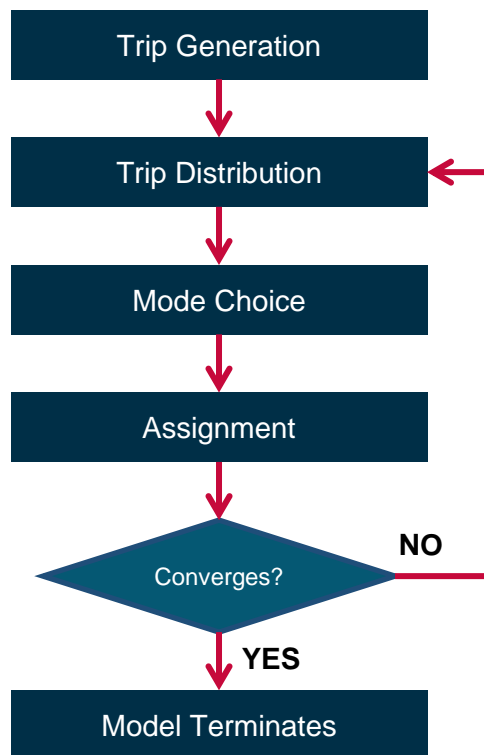 Trip Generation
Trip Distribution
Mode Choice
Assignment
Converges?
NO
YES
Model Terminates